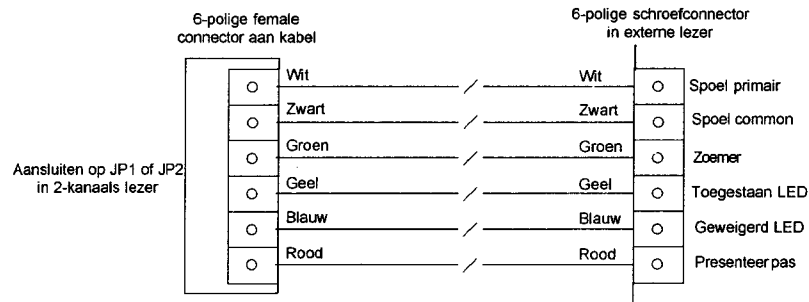 6-polige female
connector aan kabel
6-polige schroefconnector
in externe lezer
Wit
Wit
Spoel primair
Zwart
Zwart
Spoel common
Groen
Groen
Zoemer
Aansluiten op JP1 of JP2
in 2-kanaals lezer
Geel
Geel
Toegestaan LED
Blauw
Blauw
Geweigerd LED
Rood
Rood
Presenteer pas